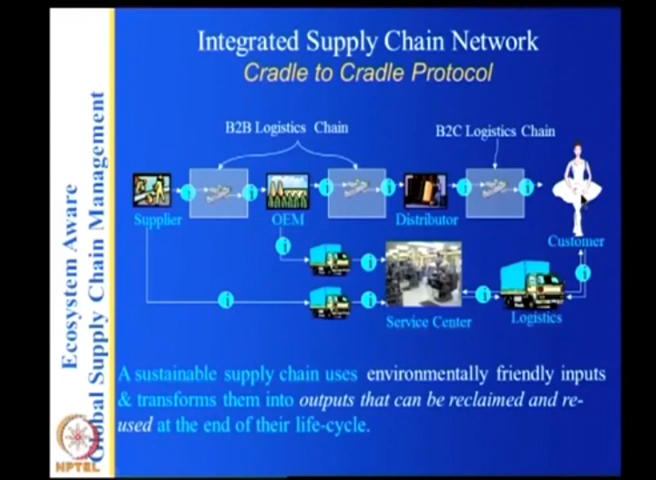 Integrated Supply Chain Network
Cradle to Cradle Protocol
B2B Logistics Chain
B2C Logistics Chain
i i i i i i
Supplier
OEM
Distributor
Customer
i i i
i i i
Service Center
Logistics
A sustainable supply chain uses environmentally friendly inputs
& transforms them into outputs that can be reclaimed and re-
used at the end of their life-cycle.
Ecosystem Aware
Global Supply Chain Management
NPTEL